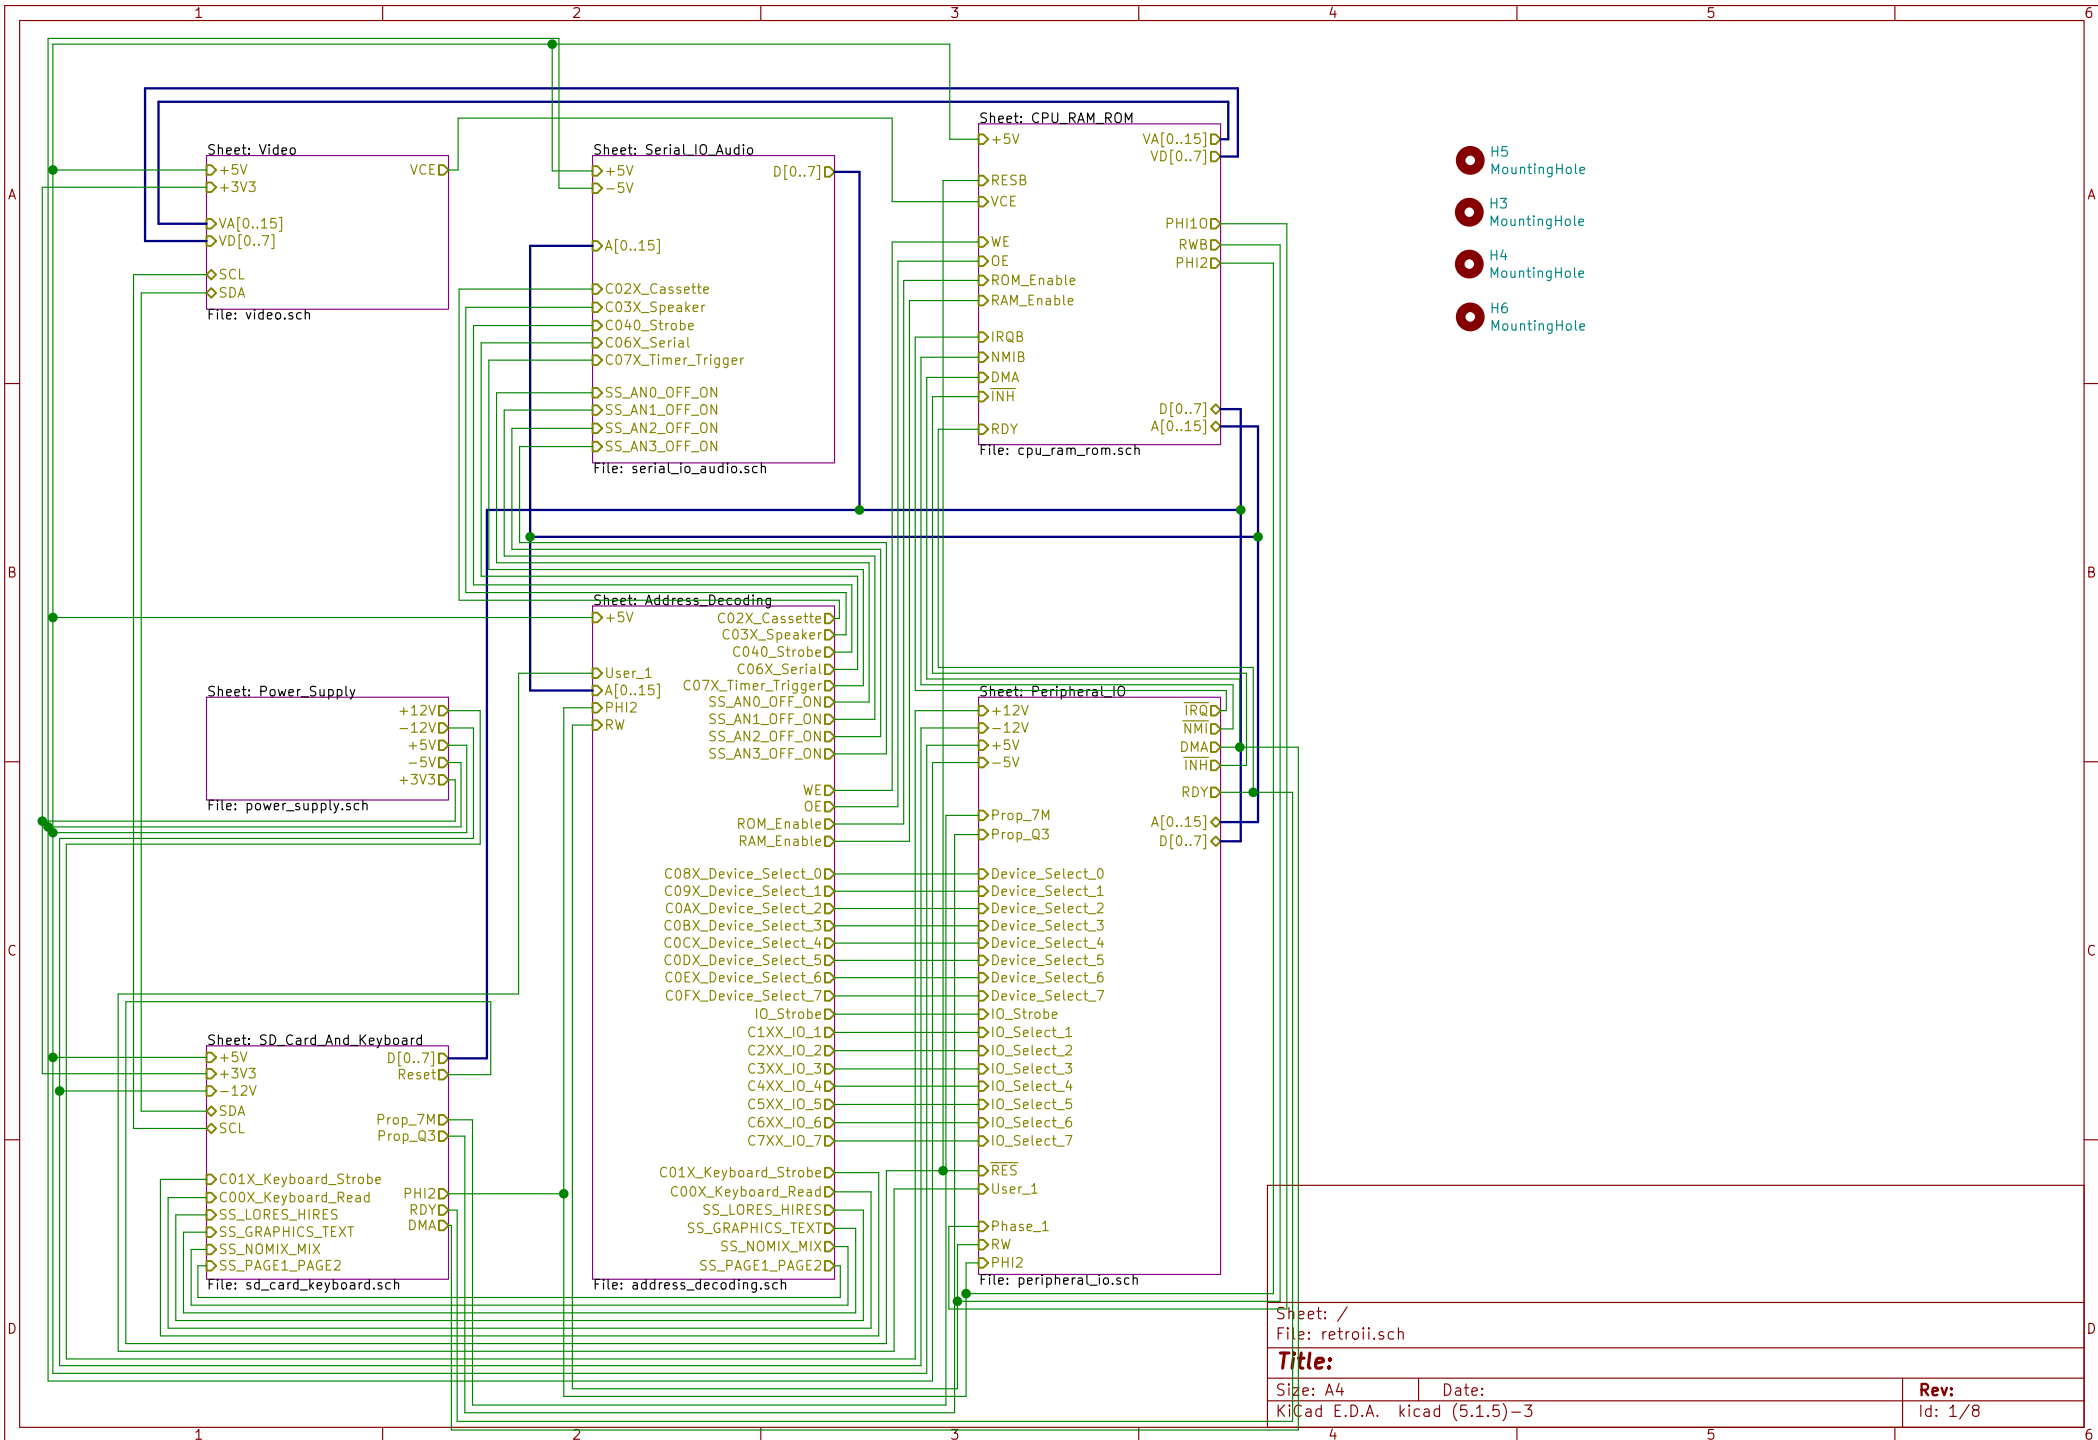 1 2 3 4 5 6
A
B
C
D
Sheet: Video
+5V
+3V3
VA[0..15]
VD[0..7]
SCL
SDA
VCE
File: video.sch
Sheet: Serial_IO_Audio
+5V
-5V
A[0..15]
C02X_Cassette
C03X_Speaker
C040_Strobe
C06X_Serial
C07X_Timer_Trigger
SS_AN0_OFF_ON
SS_AN1_OFF_ON
SS_AN2_OFF_ON
SS_AN3_OFF_ON
D[0..7]
File: serial_io_audio.sch
Sheet: CPU_RAM_ROM
+5V
RESB
VCE
WE
OE
ROM_Enable
RAM_Enable
IRQB
NMIB
DMA
INH
RDY
VA[0..15]
VD[0..7]
PHI1O
RWB
PHI2
D[0..7]
A[0..15]
File: cpu_ram_rom.sch
H5
MountingHole
H3
MountingHole
H4
MountingHole
H6
MountingHole
Sheet: Power_Supply
+12V
-12V
+5V
-5V
+3V3
File: power_supply.sch
Sheet: Address_Decoding
+5V
User_1
A[0..15]
PHI2
RW
C02X_Cassette
C03X_Speaker
C040_Strobe
C06X_Serial
C07X_Timer_Trigger
SS_AN0_OFF_ON
SS_AN1_OFF_ON
SS_AN2_OFF_ON
SS_AN3_OFF_ON
WE
OE
ROM_Enable
RAM_Enable
C08X_Device_Select_0
C09X_Device_Select_1
C0AX_Device_Select_2
C0BX_Device_Select_3
C0CX_Device_Select_4
C0DX_Device_Select_5
C0EX_Device_Select_6
C0FX_Device_Select_7
IO_Strobe
C1XX_IO_1
C2XX_IO_2
C3XX_IO_3
C4XX_IO_4
C5XX_IO_5
C6XX_IO_6
C7XX_IO_7
C01X_Keyboard_Strobe
C00X_Keyboard_Read
SS_LORES_HIRES
SS_GRAPHICS_TEXT
SS_NOMIX_MIX
SS_PAGE1_PAGE2
File: address_decoding.sch
Sheet: Peripheral_IO
+12V
-12V
+5V
-5V
Prop_7M
Prop_Q3
Device_Select_0
Device_Select_1
Device_Select_2
Device_Select_3
Device_Select_4
Device_Select_5
Device_Select_6
Device_Select_7
IO_Strobe
IO_Select_1
IO_Select_2
IO_Select_3
IO_Select_4
IO_Select_5
IO_Select_6
IO_Select_7
RES
User_1
Phase_1
RW
PHI2
IRQ
NMI
DMA
INH
RDY
A[0..15]
D[0..7]
File: peripheral_io.sch
Sheet: SD_Card_And_Keyboard
+5V
+3V3
-12V
SDA
SCL
C01X_Keyboard_Strobe
C00X_Keyboard_Read
SS_LORES_HIRES
SS_GRAPHICS_TEXT
SS_NOMIX_MIX
SS_PAGE1_PAGE2
D[0..7]
Reset
Prop_7M
Prop_Q3
PHI2
RDY
DMA
File: sd_card_keyboard.sch
Sheet: /
File: retroii.sch
Title:
Size: A4 Date: Rev:
KiCad E.D.A. kicad (5.1.5)-3 Id: 1/8
A
B
C
D
1 2 3 4 5 6